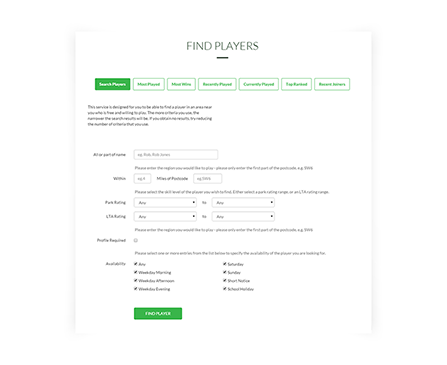 FIND PLAYERS
Search Players Most Played Most Wins Recently Played Currently Played Top Ranked Recent Joiners
This service is designed for you to be able to find a player in an area near
you who is free and willing to play. The more criteria you use, the
narrower the search results will be. If you obtain no results, try reducing
the number of criteria that you use.
All or part of name eg. Rob, Rob Jones
Please enter the region you would like to play - please only enter the first part of the postcode, e.g. SW6
Within eg.4 Miles of Postcode eg.SW6
Please select the skill level of the player you wish to find. Either select a park rating range, or an LTA rating range.
Park Rating Any to Any
LTA Rating Any to Any
Please enter the region you would like to play - please only enter the first part of the postcode, e.g. SW6
Profile Required
Please select one or more entries from the list below to specify the availability of the player you are looking for.
Availability Any Saturday
Weekday Morning Sunday
Weekday Afternoon Short Notice
Weekday Evening School Holiday
FIND PLAYER